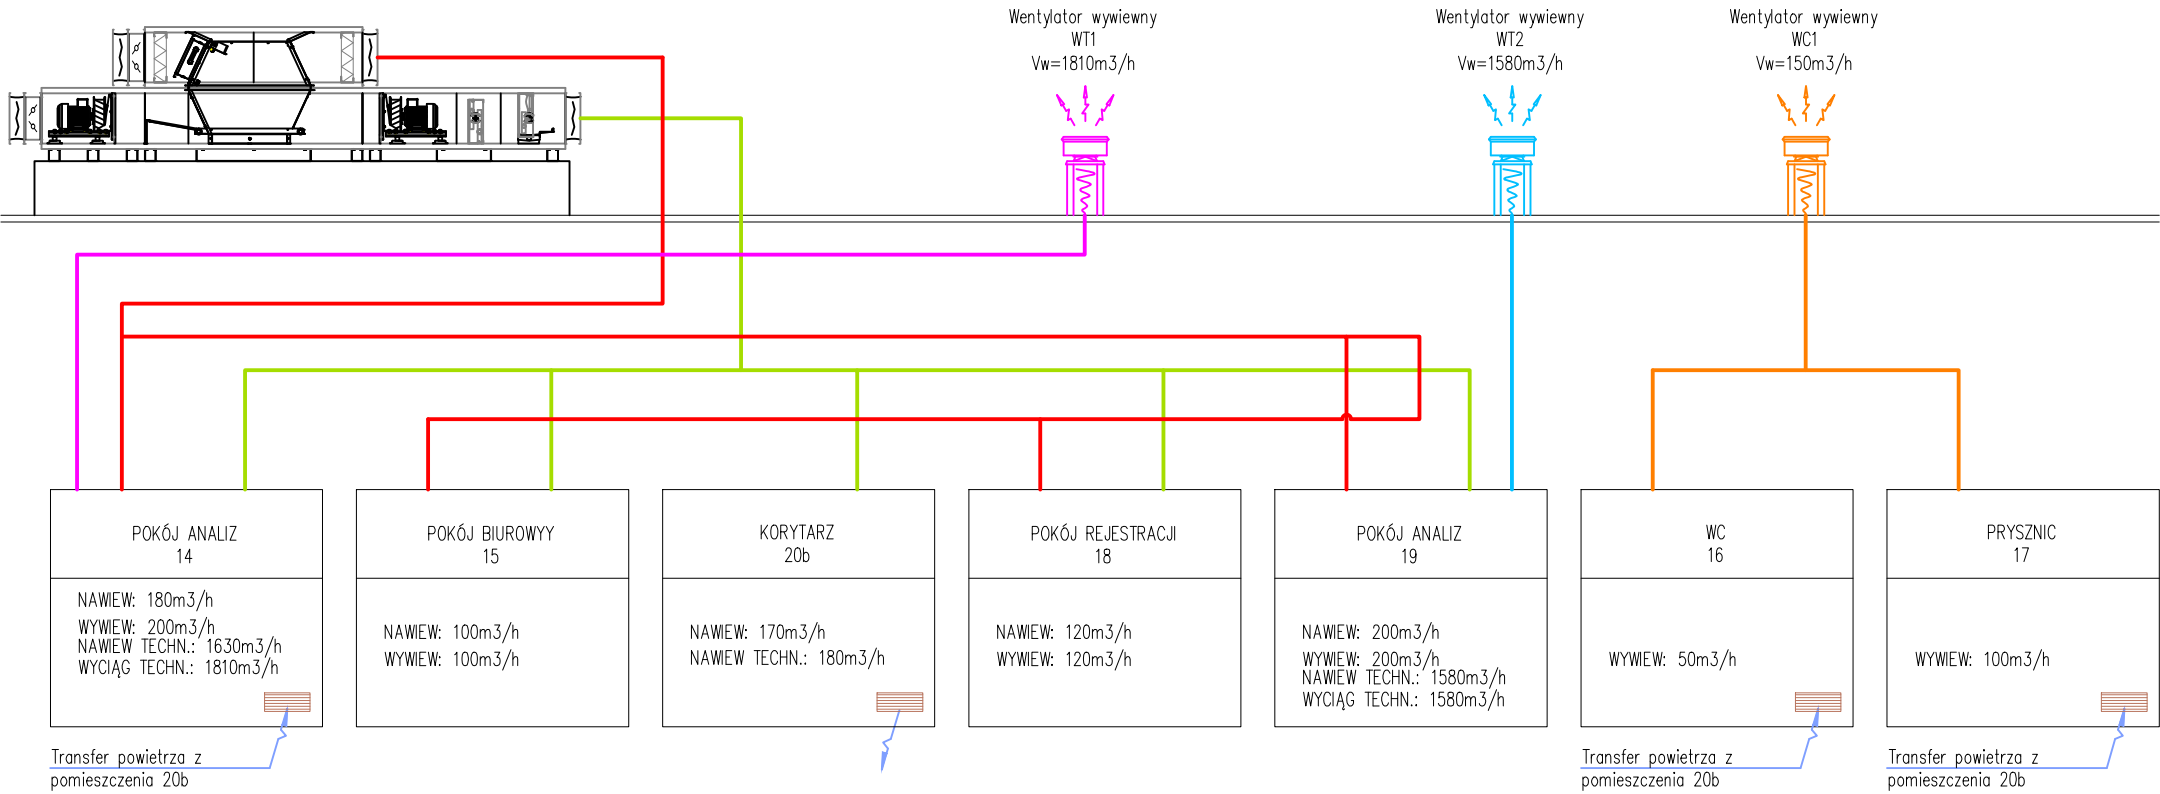 Wentylator wywiewny
WT1
Vw=1810m3/h
Wentylator wywiewny
WT2
Vw=1580m3/h
Wentylator wywiewny
WC1
Vw=150m3/h
POKÓJ ANALIZ
14
NAWIEW: 180m3/h
WYWIEW: 200m3/h
NAWIEW TECHN.: 1630m3/h
WYCIĄG TECHN.: 1810m3/h
Transfer powietrza z
pomieszczenia 20b
POKÓJ BIUROWYY
15
NAWIEW: 100m3/h
WYWIEW: 100m3/h
KORYTARZ
20b
NAWIEW: 170m3/h
NAWIEW TECHN.: 180m3/h
POKÓJ REJESTRACJI
18
NAWIEW: 120m3/h
WYWIEW: 120m3/h
POKÓJ ANALIZ
19
NAWIEW: 200m3/h
WYWIEW: 200m3/h
NAWIEW TECHN.: 1580m3/h
WYCIĄG TECHN.: 1580m3/h
WC
16
WYWIEW: 50m3/h
Transfer powietrza z
pomieszczenia 20b
PRYSZNIC
17
WYWIEW: 100m3/h
Transfer powietrza z
pomieszczenia 20b